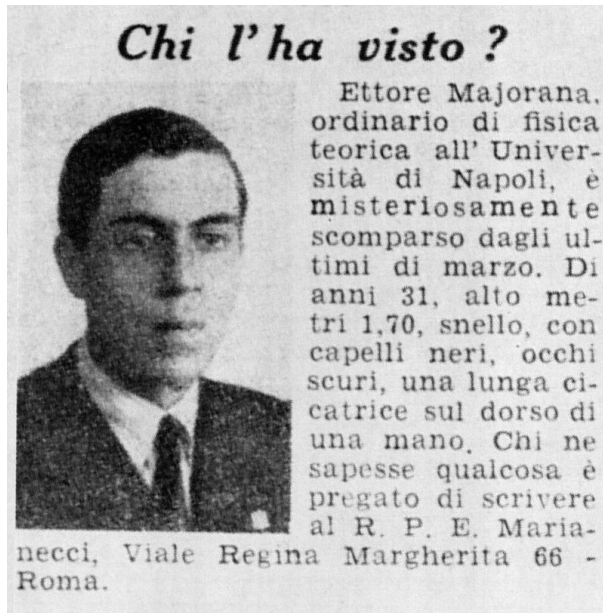 Chi l'ha visto ?
Ettore Majorana,
ordinario di fisica
teorica all' Univer-
sità di Napoli, è
misteriosamente
scomparso dagli ul-
timi di marzo. Di
anni 31, alto me-
tri 1,70, snello, con
capelli neri, occhi
scuri, una lunga ci-
catrice sul dorso di
una mano. Chi ne
sapesse qualcosa è
pregato di scrivere
al R. P. E. Maria-
necci, Viale Regina Margherita 66 -
Roma.